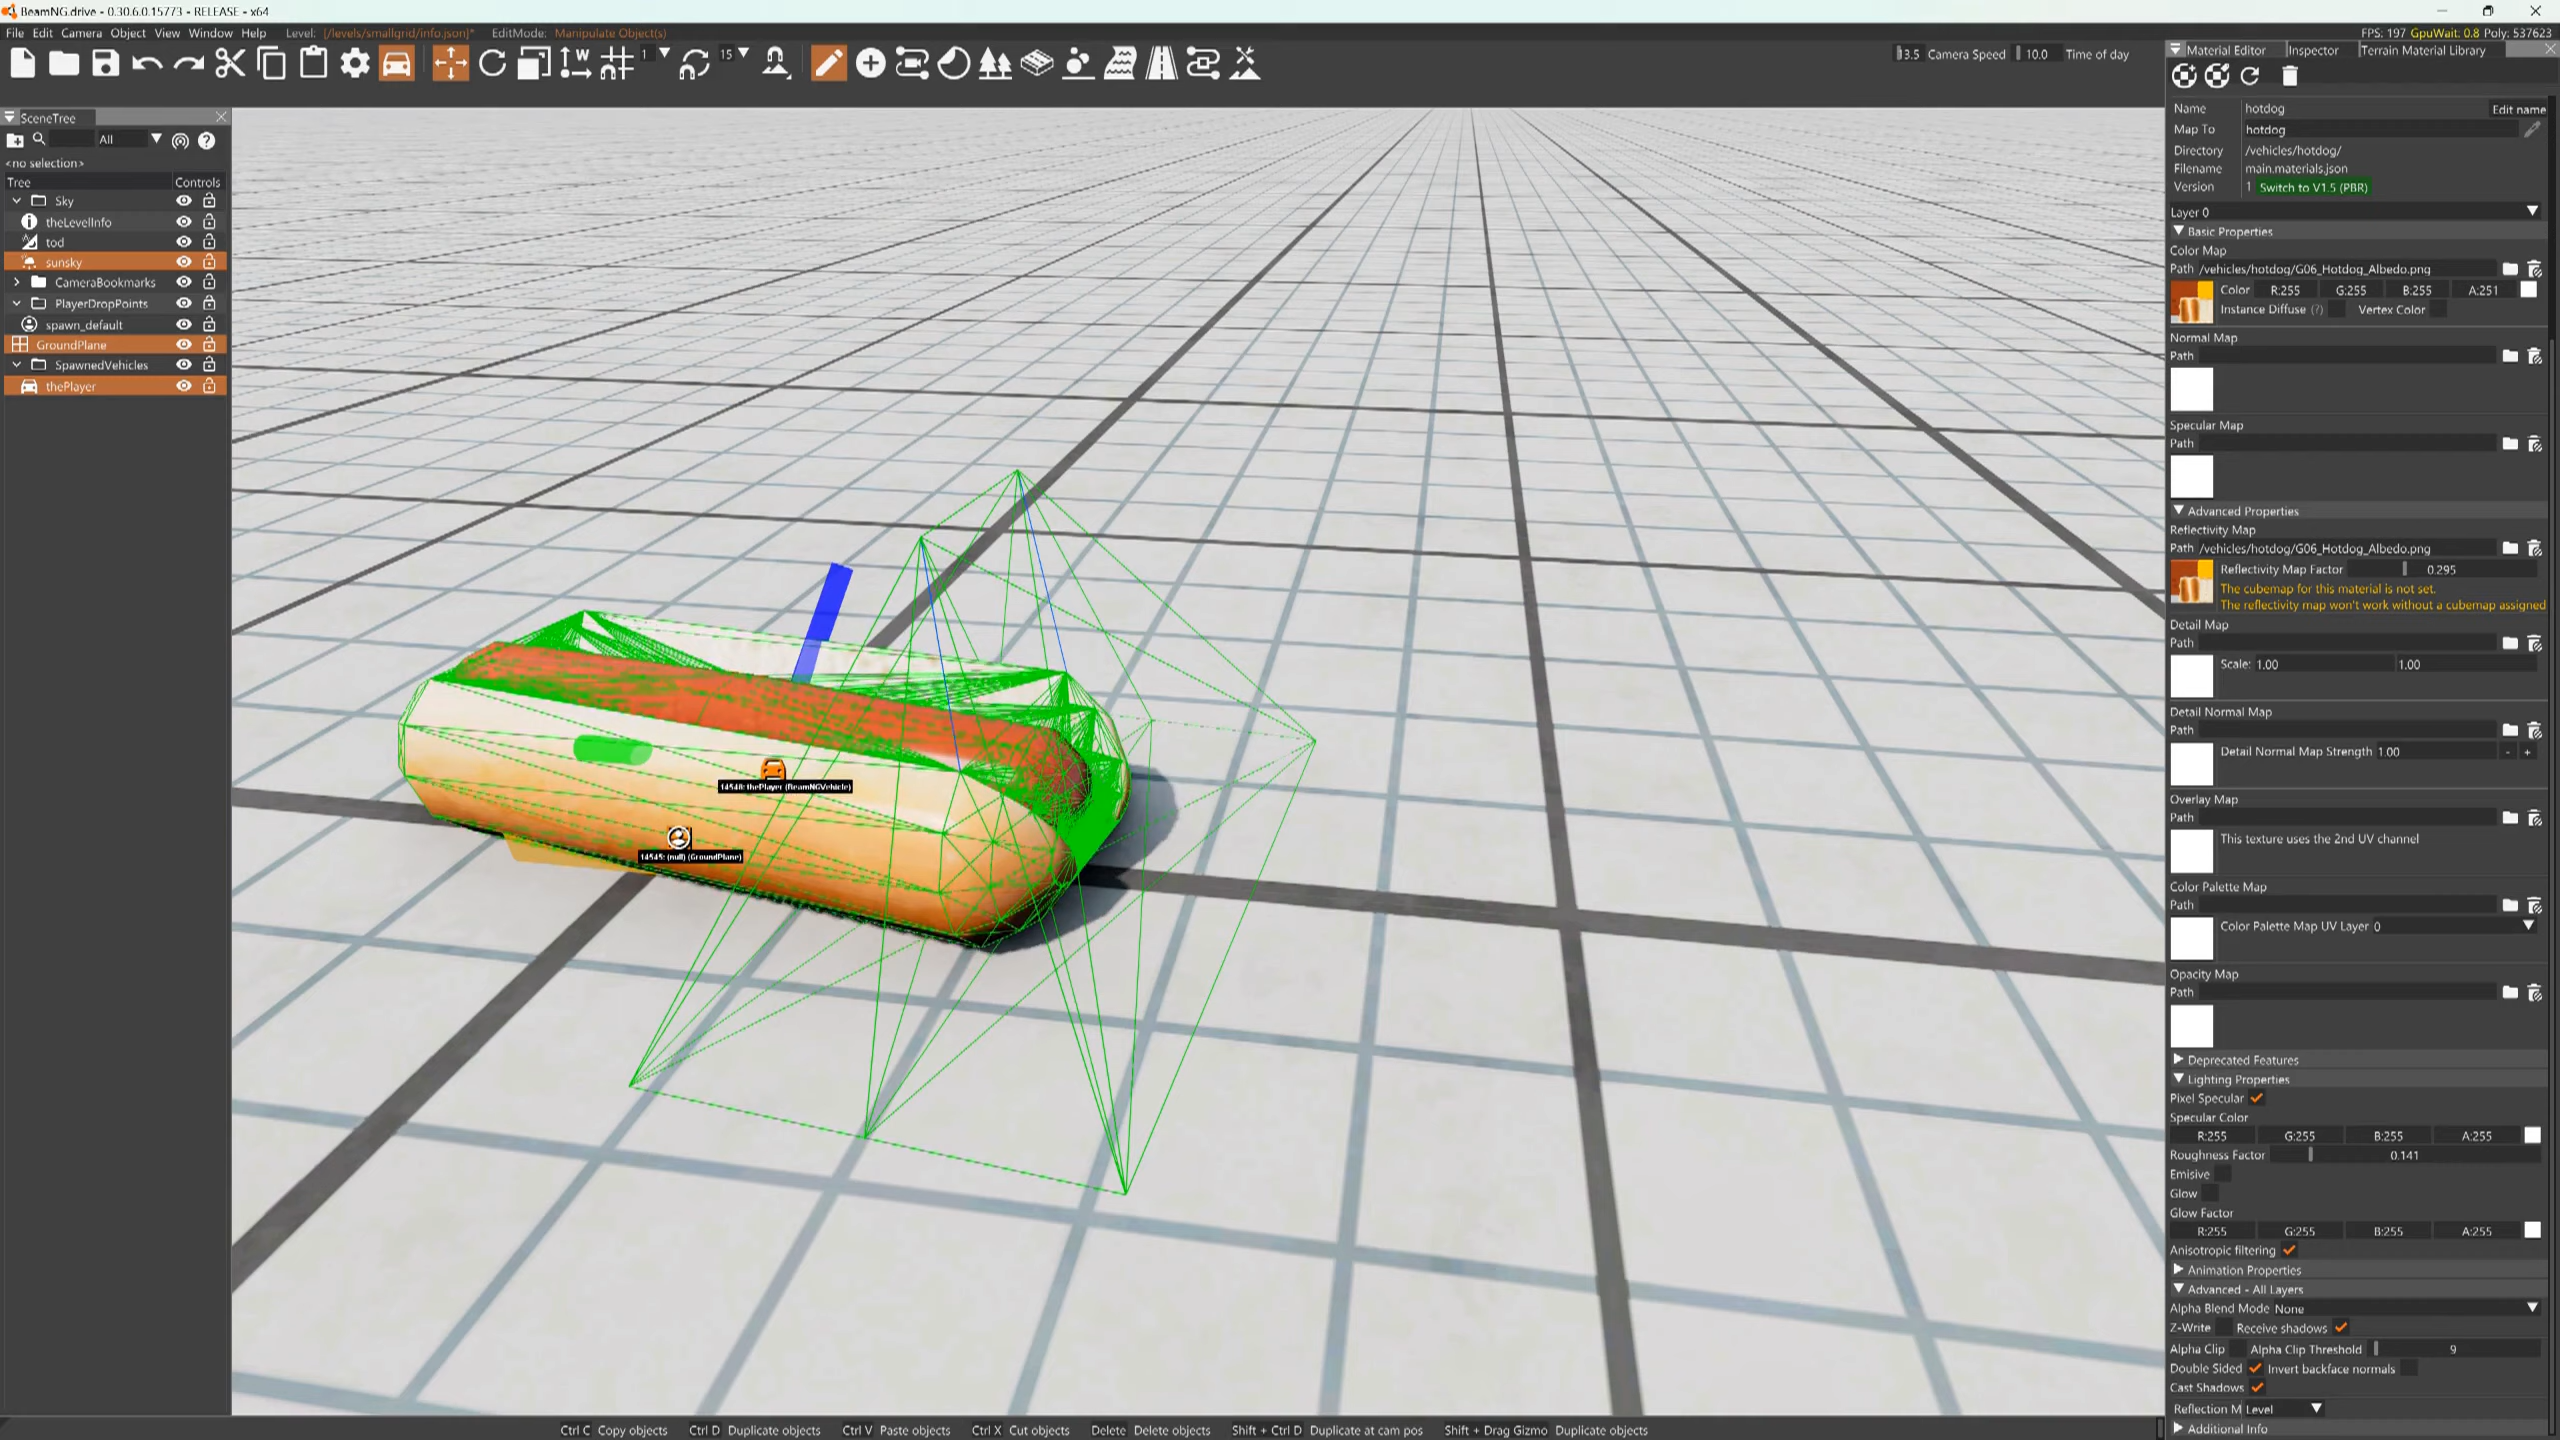 BeamNG.drive - 0.30.6.0.15773 - RELEASE - x64
File Edit Camera Object View Window Help Level: [/levels/smallgrid/info.json]* EditMode: Manipulate Object(s)
FPS: 197 GpuWait: 0.8 Poly: 537623
1 15 W
13.5 Camera Speed 10.0 Time of day
SceneTree
All
<no selection>
Tree Controls
Sky
theLevelInfo
tod
sunsky
CameraBookmarks
PlayerDropPoints
spawn_default
GroundPlane
SpawnedVehicles
thePlayer
14548: thePlayer (BeamNGVehicle)
14545: (null) (GroundPlane)
Material Editor Inspector Terrain Material Library
Name hotdog Edit name
Map To hotdog
Directory /vehicles/hotdog/
Filename main.materials.json
Version 1 Switch to V1.5 (PBR)
Layer 0
Basic Properties
Color Map
Path /vehicles/hotdog/G06_Hotdog_Albedo.png
Color R:255 G:255 B:255 A:251
Instance Diffuse (?) Vertex Color
Normal Map
Path
Specular Map
Path
Advanced Properties
Reflectivity Map
Path /vehicles/hotdog/G06_Hotdog_Albedo.png
Reflectivity Map Factor 0.295
The cubemap for this material is not set.
The reflectivity map won't work without a cubemap assigned
Detail Map
Path
Scale: 1.00 1.00
Detail Normal Map
Path
Detail Normal Map Strength 1.00 - +
Overlay Map
Path
This texture uses the 2nd UV channel
Color Palette Map
Path
Color Palette Map UV Layer 0
Opacity Map
Path
Deprecated Features
Lighting Properties
Pixel Specular
Specular Color
R:255 G:255 B:255 A:255
Roughness Factor 0.141
Emisive
Glow
Glow Factor
R:255 G:255 B:255 A:255
Anisotropic filtering
Animation Properties
Advanced - All Layers
Alpha Blend Mode None
Z-Write Receive shadows
Alpha Clip Alpha Clip Threshold 9
Double Sided Invert backface normals
Cast Shadows
Reflection M Level
Additional Info
Ctrl C Copy objects Ctrl D Duplicate objects Ctrl V Paste objects Ctrl X Cut objects Delete Delete objects Shift + Ctrl D Duplicate at cam pos Shift + Drag Gizmo Duplicate objects